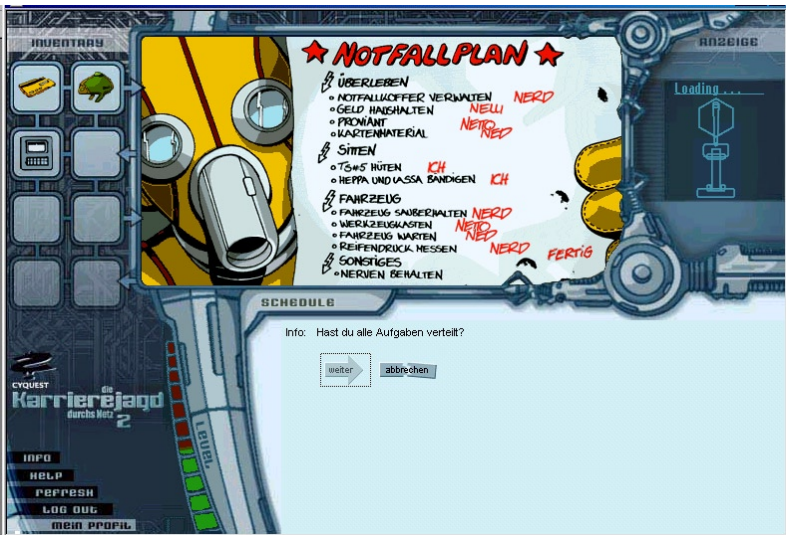 INVENTARY
ANZEIGE
NOTFALLPLAN
Loading . . .
ÜBERLEBEN
NOTFALLKOFFER VERWALTEN NERD
GELD HAUSHALTEN NELLI
PROVIANT NETTO
KARTENMATERIAL NED
SITTEN
TS#5 HÜTEN ICH
HEPPA UND LASSA BÄNDIGEN ICH
FAHRZEUG
FAHRZEUG SAUBERHALTEN NERD
WERKZEUGKASTEN NETTO
FAHRZEUG WARTEN NED
REIFENDRUCK MESSEN NERD
FERTIG
SONSTIGES
NERVEN BEHALTEN
SCHEDULE
Info: Hast du alle Aufgaben verteilt?
weiter abbrechen
CYQUEST
die
Karrierejagd
durchs Netz
2
LEVEL
INFO
HELP
REFRESH
LOG OUT
MEIN PROFIL